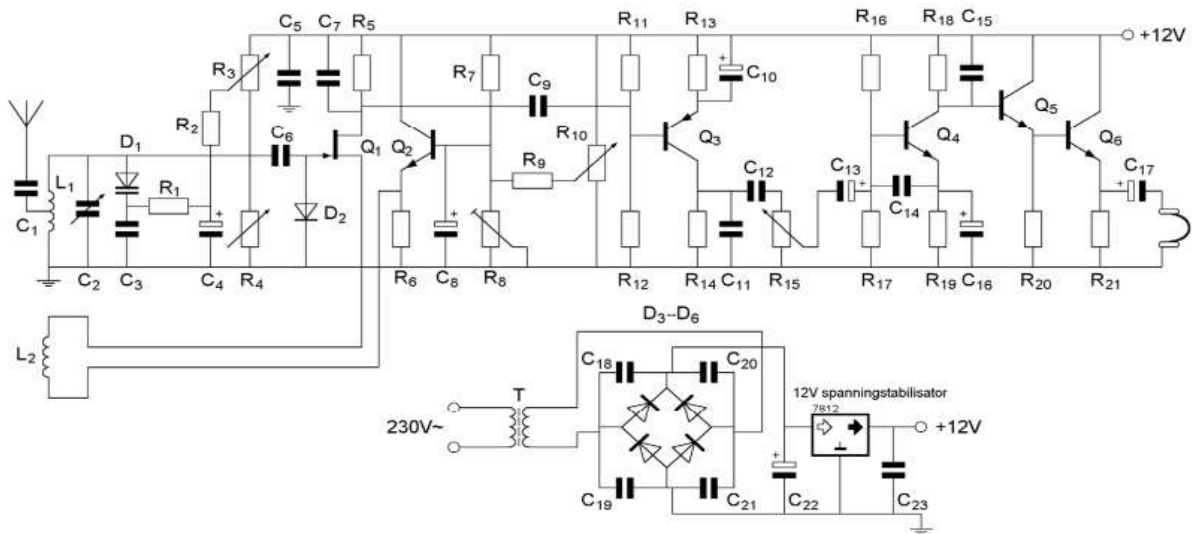 C5 C7 R5 R11 R13 R16 R18 C15
+12V
R3 R7 C9 C10
R2 R10 Q5
D1 C6 Q1 Q2 Q3 Q4 Q6
L1 R1 R9 C12 C13 C17
C1 D2 C14
C2 C3 C4 R4 R6 C8 R8 R12 R14 C11 R15 R17 R19 C16 R20 R21
D3--D6
L2 C18 C20
T 12V spanningstabilisator
7812
230V~ +12V
C19 C21 C22 C23
+ + + + + + + +